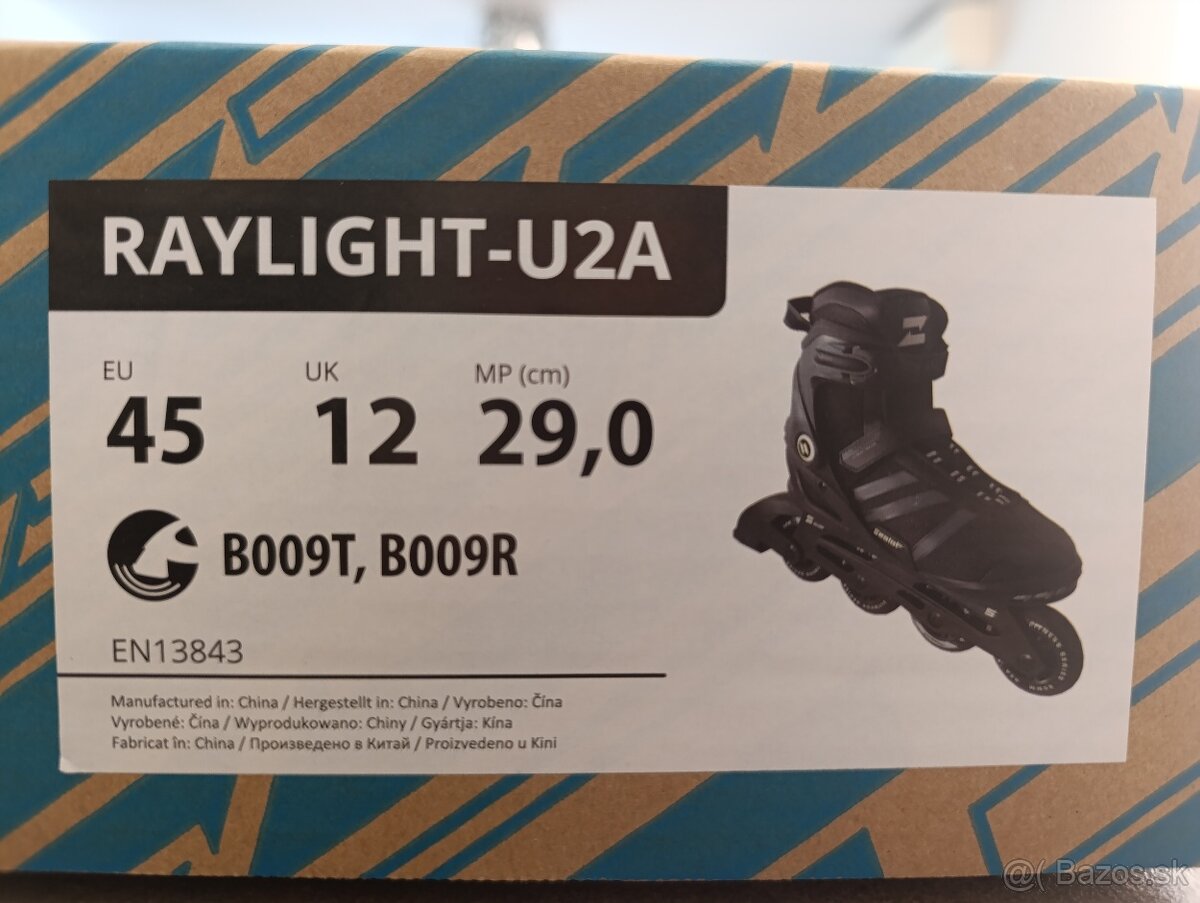 RAYLIGHT-U2A
EU UK MP (cm)
45 12 29,0
B009T, B009R
EN13843
Manufactured in: China / Hergestellt in: China / Vyrobeno: Čína
Vyrobené: Čína / Wyprodukowano: Chiny / Gyártja: Kína
Fabricat în: China / Произведено в Китай / Proizvedeno u Kini
@( Bazos.sk